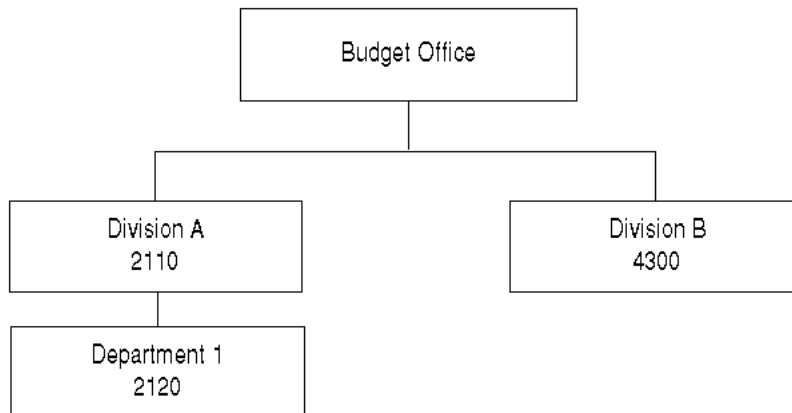 Budget Office
Division A
2110
Division B
4300
Department 1
2120